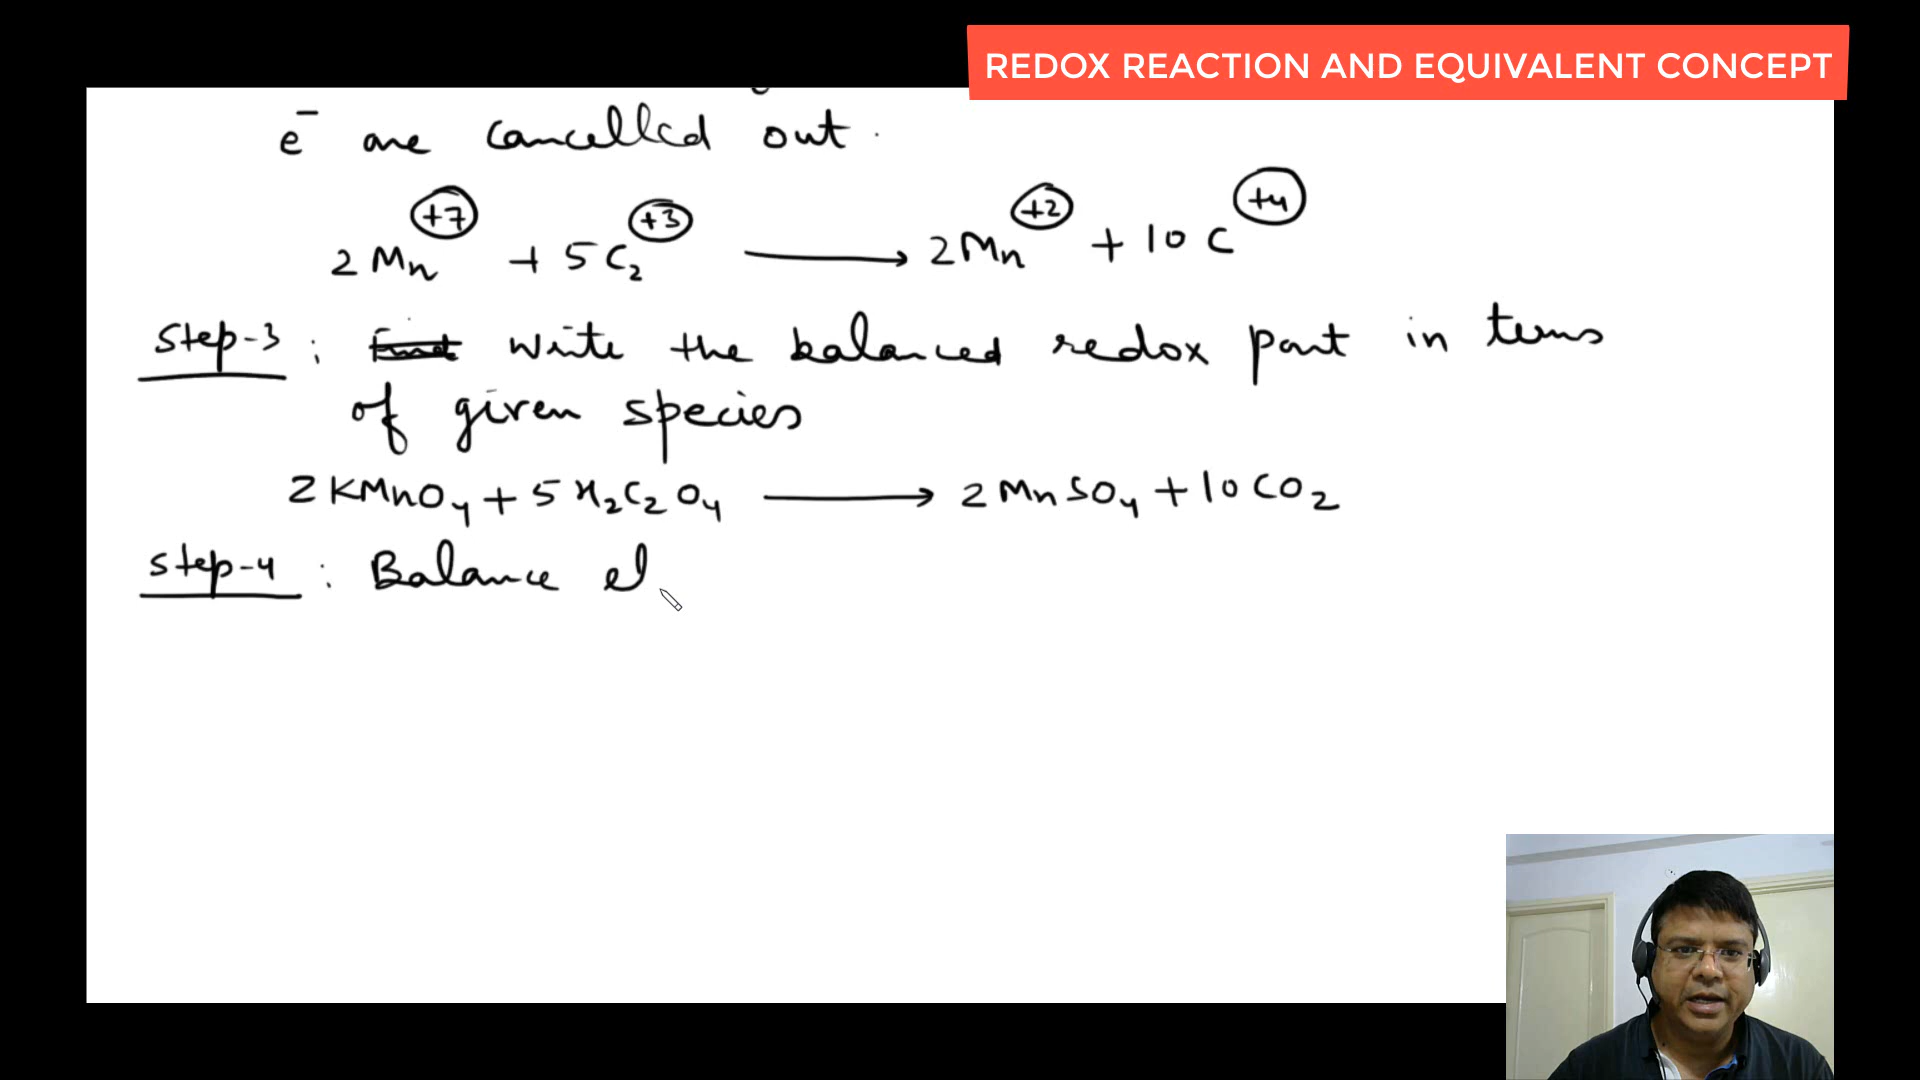 REDOX REACTION AND EQUIVALENT CONCEPT
e⁻ are cancelled out.
2Mn⁺⁷ + 5C₂⁺³ ⟶ 2Mn⁺² + 10C⁺⁴
Step-3 : Write the balanced redox part in terms
of given species
2KMnO₄ + 5H₂C₂O₄ ⟶ 2MnSO₄ + 10CO₂
Step-4 : Balance el